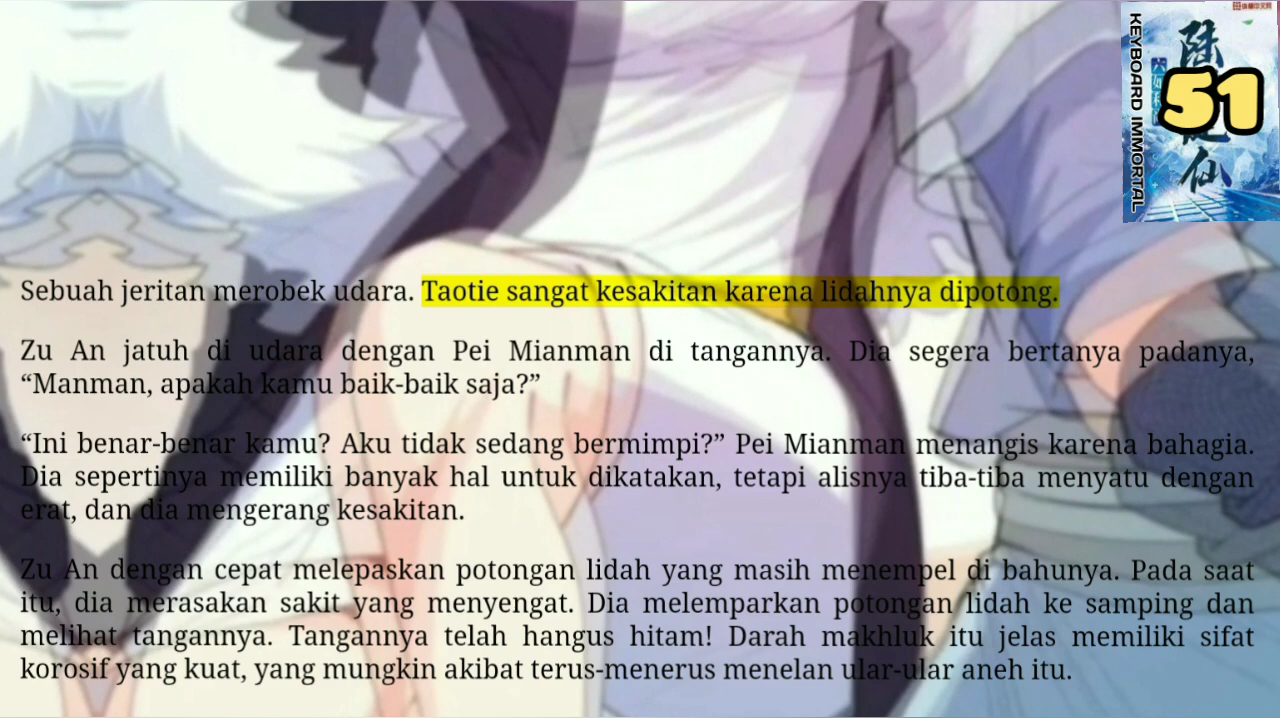 KEYBOARD IMMORTAL
51
Sebuah jeritan merobek udara. Taotie sangat kesakitan karena lidahnya dipotong.
Zu An jatuh di udara dengan Pei Mianman di tangannya. Dia segera bertanya padanya,
“Manman, apakah kamu baik-baik saja?”
“Ini benar-benar kamu? Aku tidak sedang bermimpi?” Pei Mianman menangis karena bahagia.
Dia sepertinya memiliki banyak hal untuk dikatakan, tetapi alisnya tiba-tiba menyatu dengan
erat, dan dia mengerang kesakitan.
Zu An dengan cepat melepaskan potongan lidah yang masih menempel di bahunya. Pada saat
itu, dia merasakan sakit yang menyengat. Dia melemparkan potongan lidah ke samping dan
melihat tangannya. Tangannya telah hangus hitam! Darah makhluk itu jelas memiliki sifat
korosif yang kuat, yang mungkin akibat terus-menerus menelan ular-ular aneh itu.